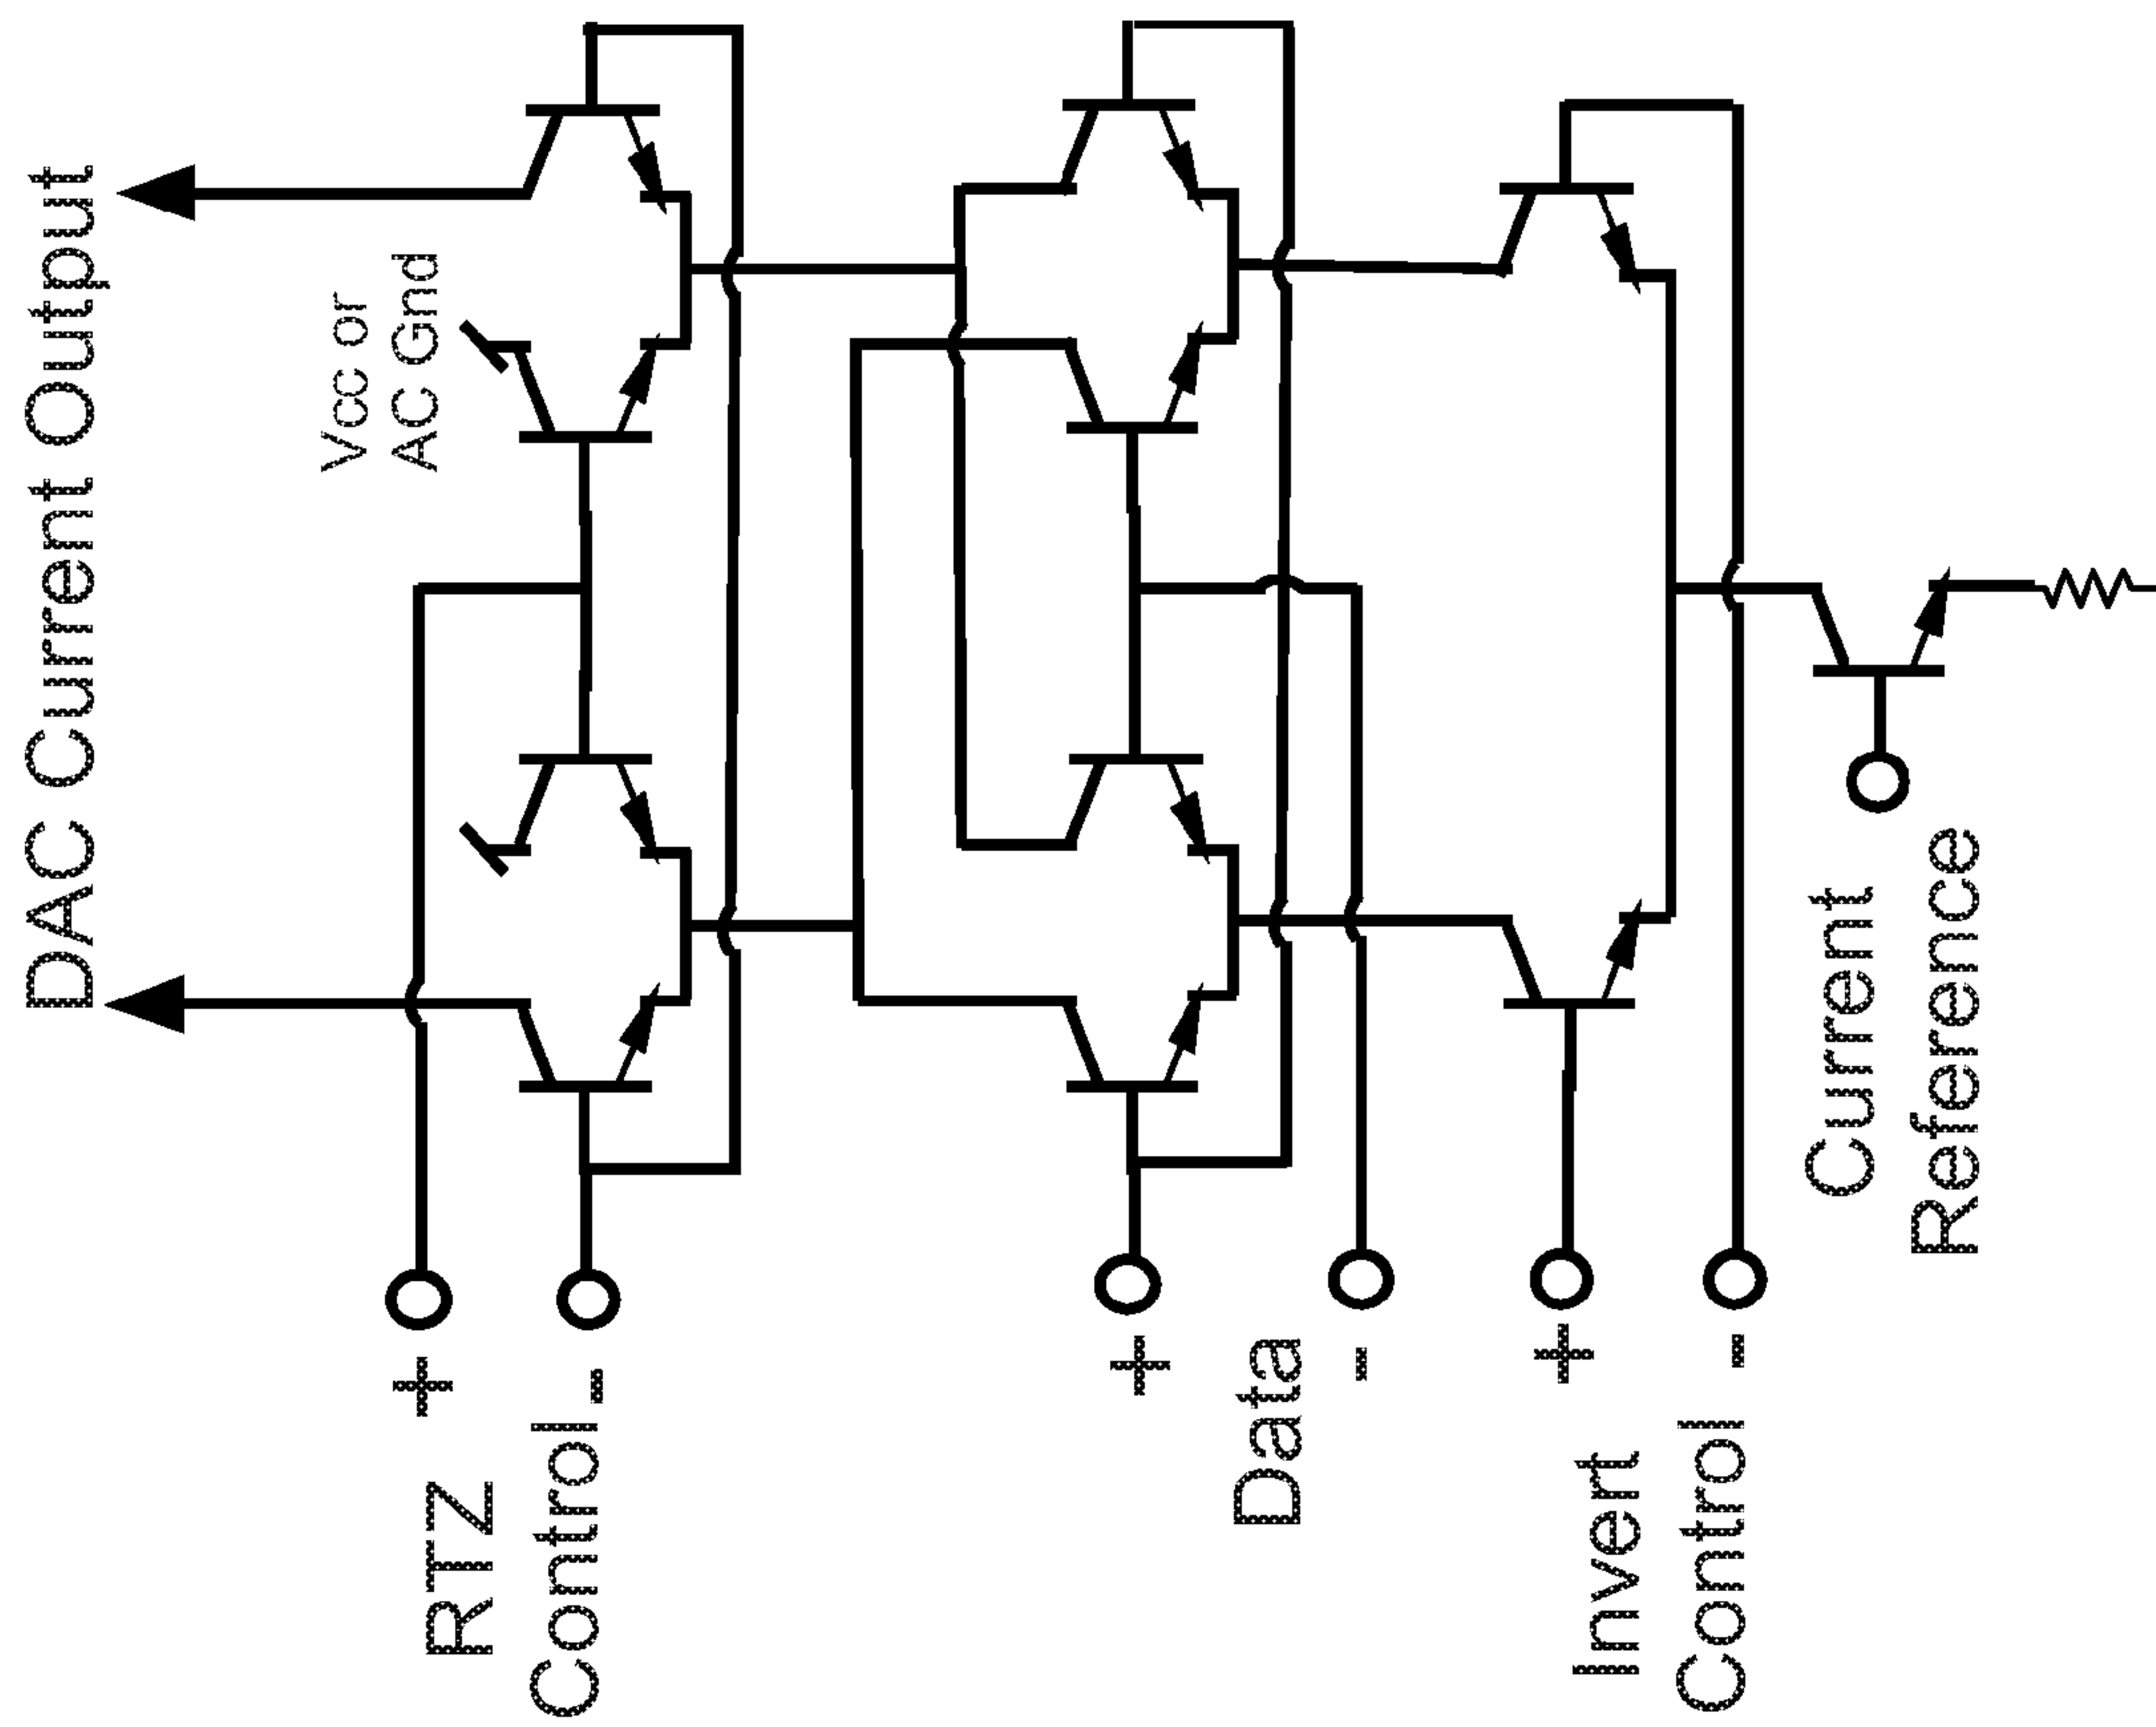 DAC Current Output
Vcc or
AC Gnd
RTZ
Control
+
-
+
Data
-
Invert
Control
+
-
Current
Reference